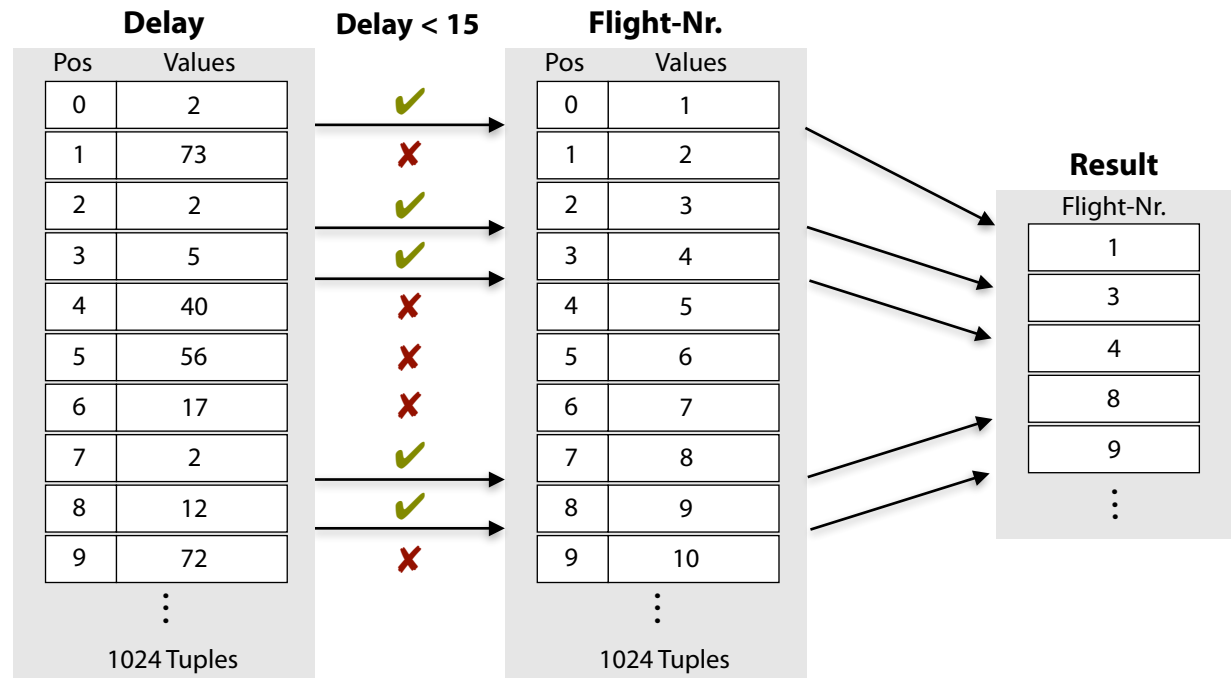 Delay Delay < 15 Flight-Nr.
Pos Values Pos Values
0 2 ✔ 0 1
1 73 ✘ 1 2
Result
2 2 ✔ 2 3
Flight-Nr.
3 5 ✔ 3 4
1
4 40 ✘ 4 5
3
5 56 ✘ 5 6
4
6 17 ✘ 6 7
8
7 2 ✔ 7 8
9
8 12 ✔ 8 9
⋮
9 72 ✘ 9 10
⋮ ⋮
1024 Tuples 1024 Tuples